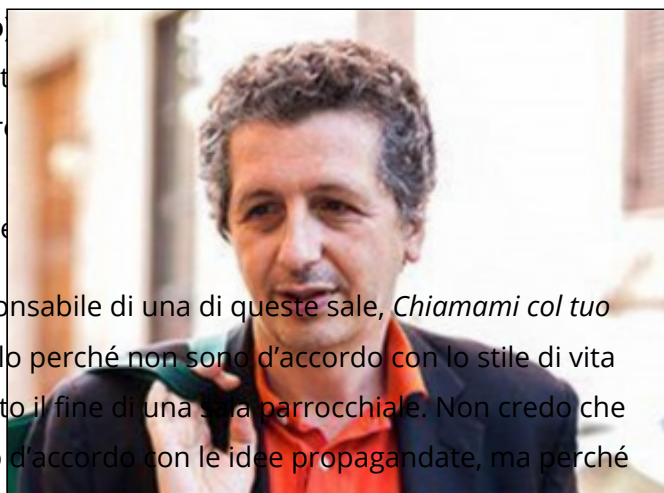 onsabile di una di queste sale, Chiamami col tuo
lo perché non sono d'accordo con lo stile di vita
to il fine di una sala parrocchiale. Non credo che
d'accordo con le idee propagandate, ma perché